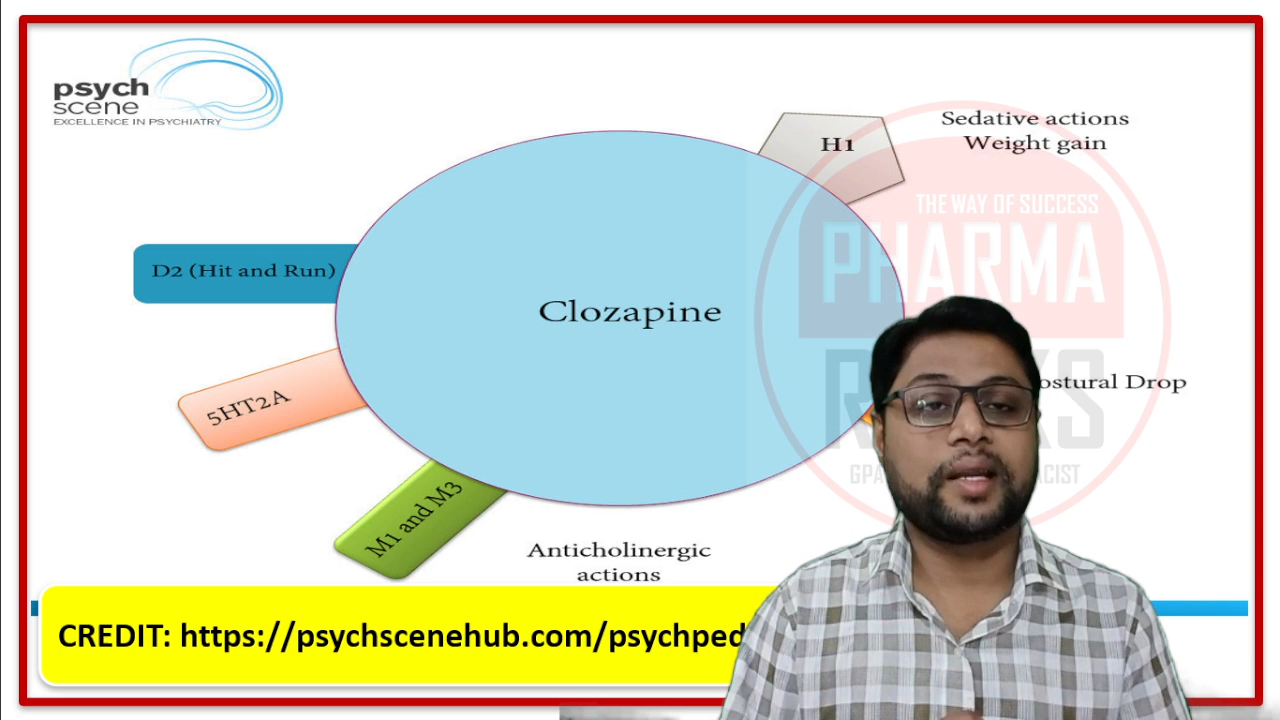 psych
scene
EXCELLENCE IN PSYCHIATRY
H1
Sedative actions
Weight gain
THE WAY OF SUCCESS
PHARMA
D2 (Hit and Run)
Clozapine
Drop
5HT2A
M1 and M3
Anticholinergic
actions
CREDIT: https://psychscenehub.com/psychped